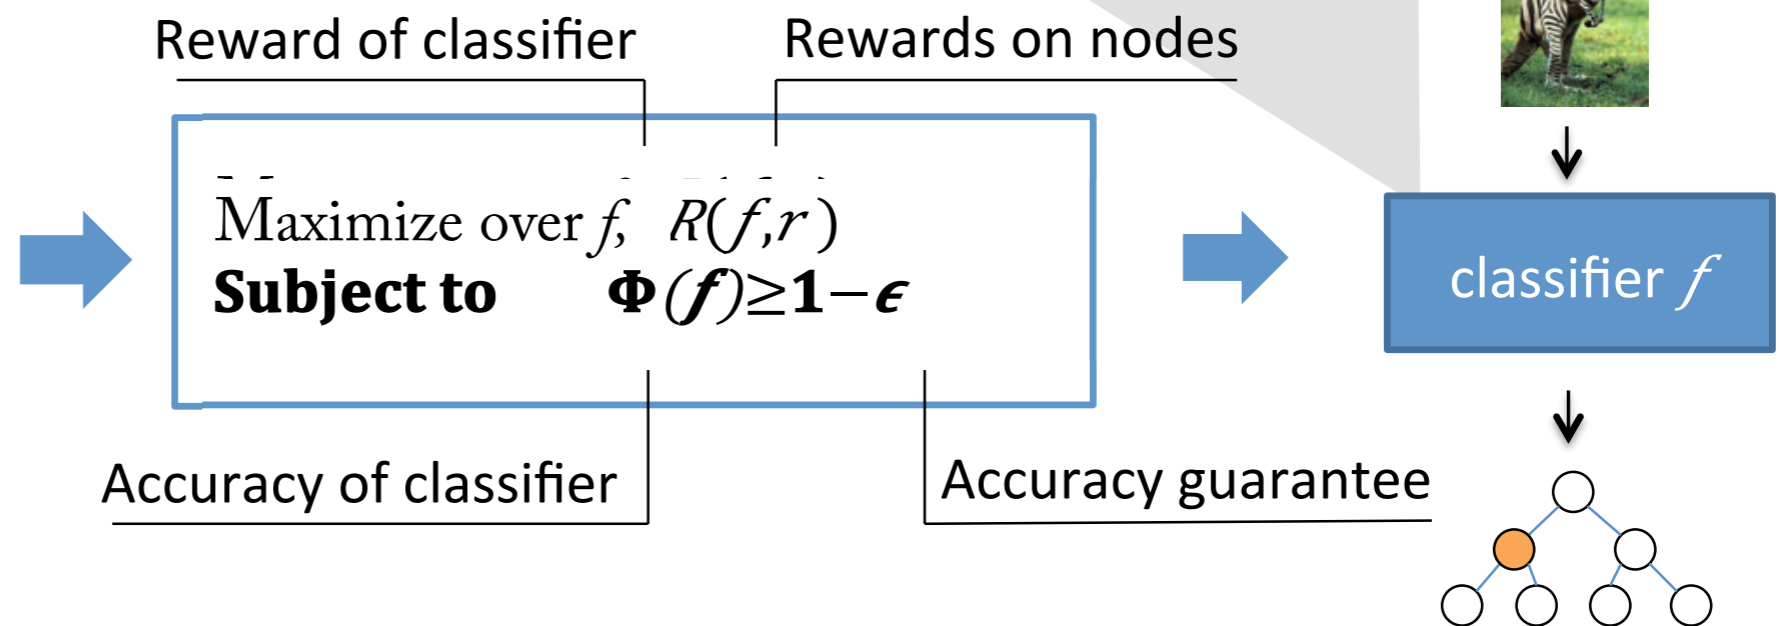 Reward of classifier
Rewards on nodes
Maximize over f, R(f,r)
Subject to Φ(f)≥1−ϵ
classifier f
Accuracy of classifier
Accuracy guarantee